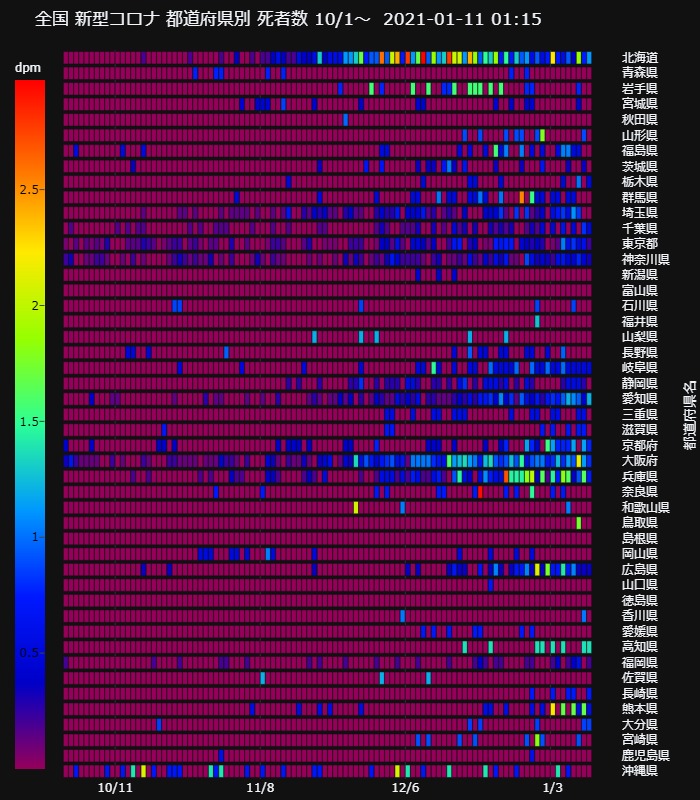 全国 新型コロナ 都道府県別 死者数 10/1～ 2021-01-11 01:15
dpm
2.5
2
1.5
1
0.5
北海道
青森県
岩手県
宮城県
秋田県
山形県
福島県
茨城県
栃木県
群馬県
埼玉県
千葉県
東京都
神奈川県
新潟県
富山県
石川県
福井県
山梨県
長野県
岐阜県
静岡県
愛知県
三重県
滋賀県
京都府
大阪府
兵庫県
奈良県
和歌山県
鳥取県
島根県
岡山県
広島県
山口県
徳島県
香川県
愛媛県
高知県
福岡県
佐賀県
長崎県
熊本県
大分県
宮崎県
鹿児島県
沖縄県
都道府県名
10/11 11/8 12/6 1/3